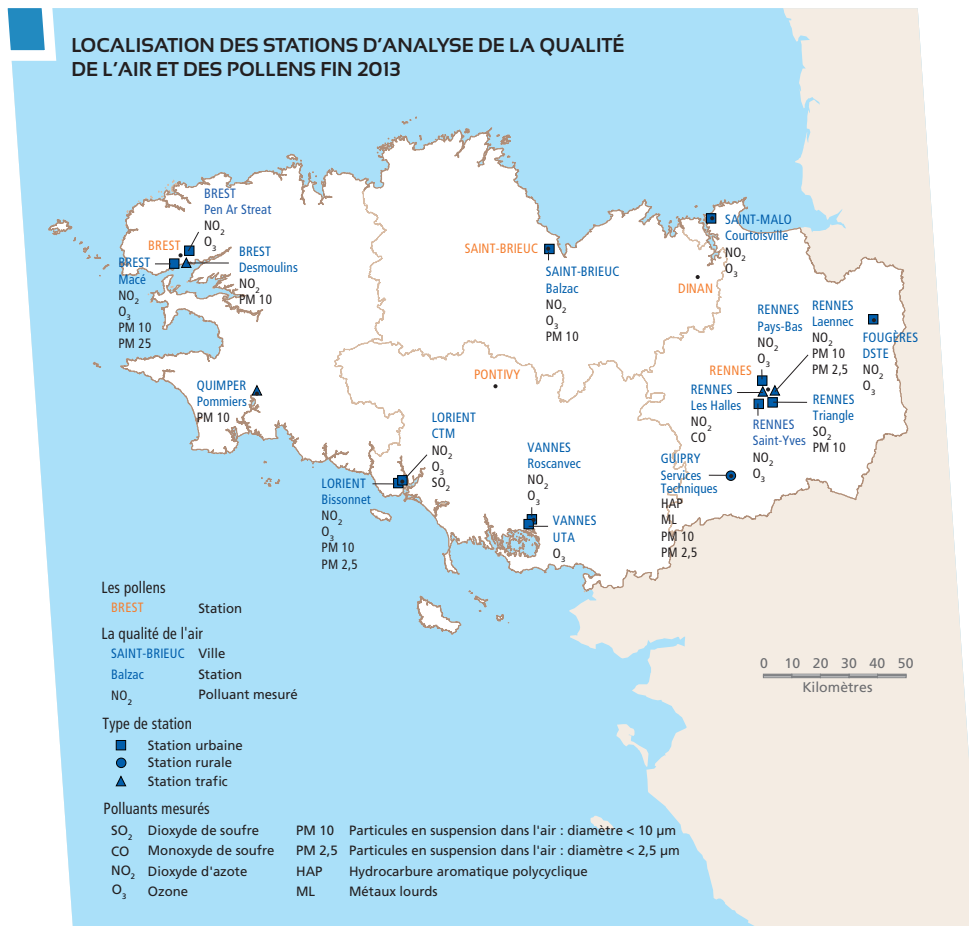 LOCALISATION DES STATIONS D'ANALYSE DE LA QUALITÉ
DE L'AIR ET DES POLLENS FIN 2013
BREST
Pen Ar Streat
NO2
O3
BREST
BREST
Macé
NO2
O3
PM 10
PM 25
BREST
Desmoulins
NO2
PM 10
QUIMPER
Pommiers
PM 10
SAINT-BRIEUC
SAINT-BRIEUC
Balzac
NO2
O3
PM 10
SAINT-MALO
Courtoisville
NO2
O3
DINAN
PONTIVY
LORIENT
CTM
NO2
O3
SO2
LORIENT
Bissonnet
NO2
O3
PM 10
PM 2,5
VANNES
Roscanvec
NO2
O3
VANNES
UTA
O3
RENNES
Pays-Bas
NO2
O3
RENNES
Laennec
NO2
PM 10
PM 2,5
FOUGÈRES
DSTE
NO2
O3
RENNES
RENNES
Les Halles
NO2
CO
RENNES
Triangle
SO2
PM 10
RENNES
Saint-Yves
NO2
O3
GUIPRY
Services
Techniques
HAP
ML
PM 10
PM 2,5
Les pollens
BREST Station
La qualité de l'air
SAINT-BRIEUC Ville
Balzac Station
NO2 Polluant mesuré
Type de station
Station urbaine
Station rurale
Station trafic
0 10 20 30 40 50
Kilomètres
Polluants mesurés
SO2 Dioxyde de soufre PM 10 Particules en suspension dans l'air : diamètre < 10 µm
CO Monoxyde de soufre PM 2,5 Particules en suspension dans l'air : diamètre < 2,5 µm
NO2 Dioxyde d'azote HAP Hydrocarbure aromatique polycyclique
O3 Ozone ML Métaux lourds